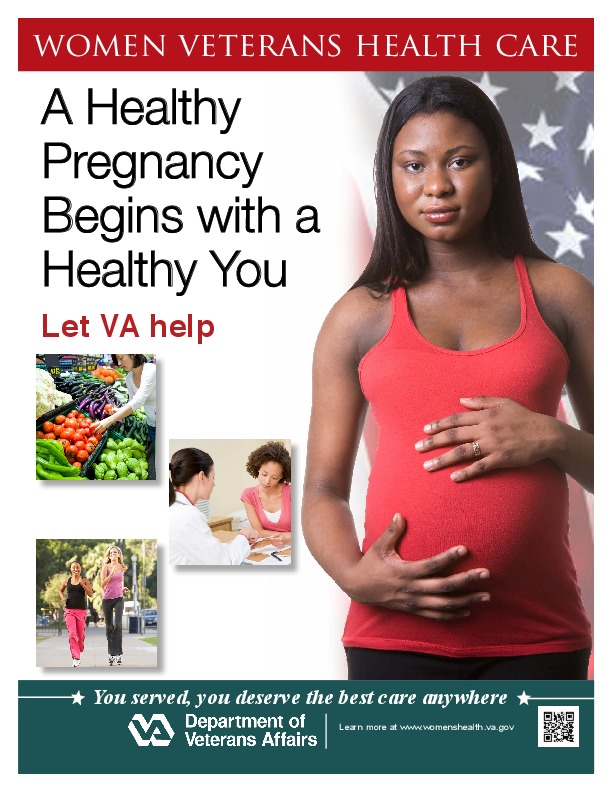 WOMEN VETERANS HEALTH CARE
A Healthy
Pregnancy
Begins with a
Healthy You
Let VA help
You served, you deserve the best care anywhere
VA
Department of
Veterans Affairs
Learn more at www.womenshealth.va.gov